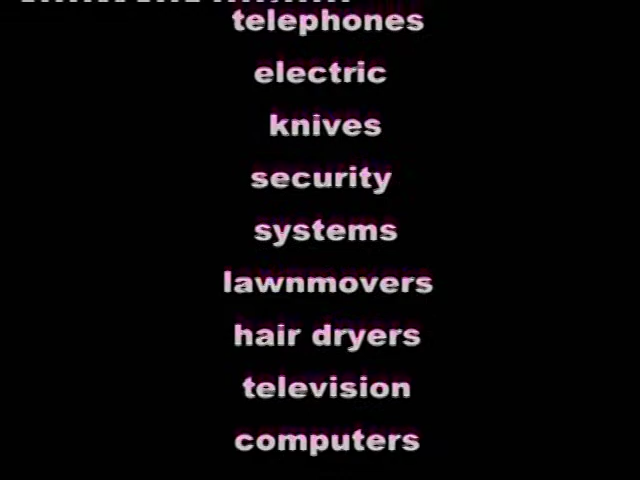 telephones
electric
knives
security
systems
lawnmovers
hair dryers
television
computers